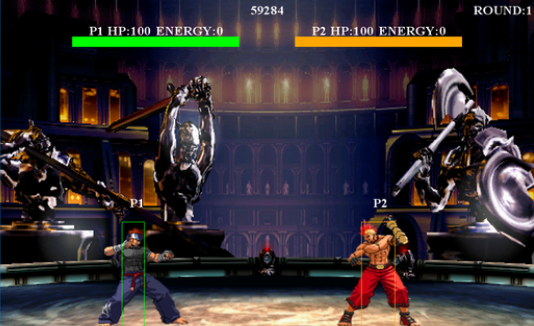 59284
ROUND:1
P1 HP:100 ENERGY:0
P2 HP:100 ENERGY:0
P1
P2